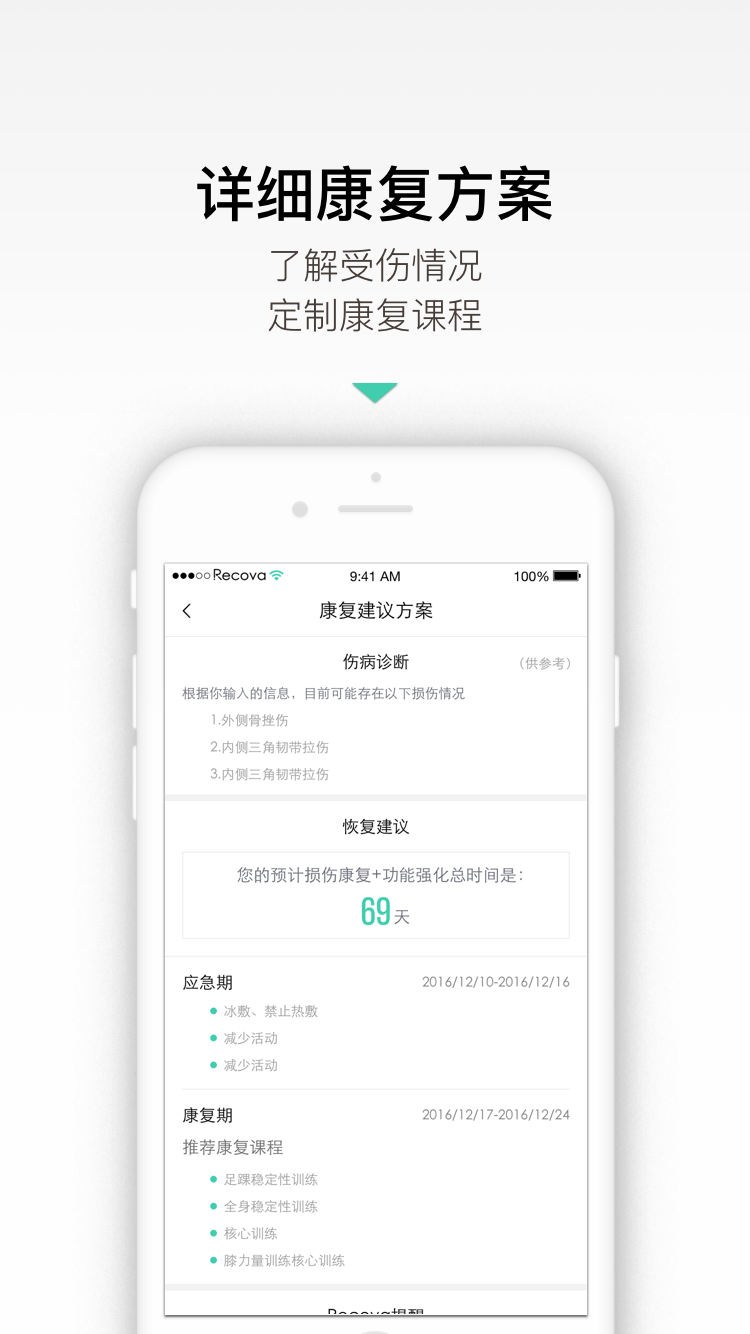 详细康复方案
了解受伤情况
定制康复课程
Recova 9:41 AM 100%
康复建议方案
伤病诊断 （供参考）
根据你输入的信息，目前可能存在以下损伤情况
1.外侧骨挫伤
2.内侧三角韧带拉伤
3.内侧三角韧带拉伤
恢复建议
您的预计损伤康复+功能强化总时间是：
69天
应急期 2016/12/10-2016/12/16
冰敷、禁止热敷
减少活动
减少活动
康复期 2016/12/17-2016/12/24
推荐康复课程
足踝稳定性训练
全身稳定性训练
核心训练
膝力量训练核心训练
Recova提醒